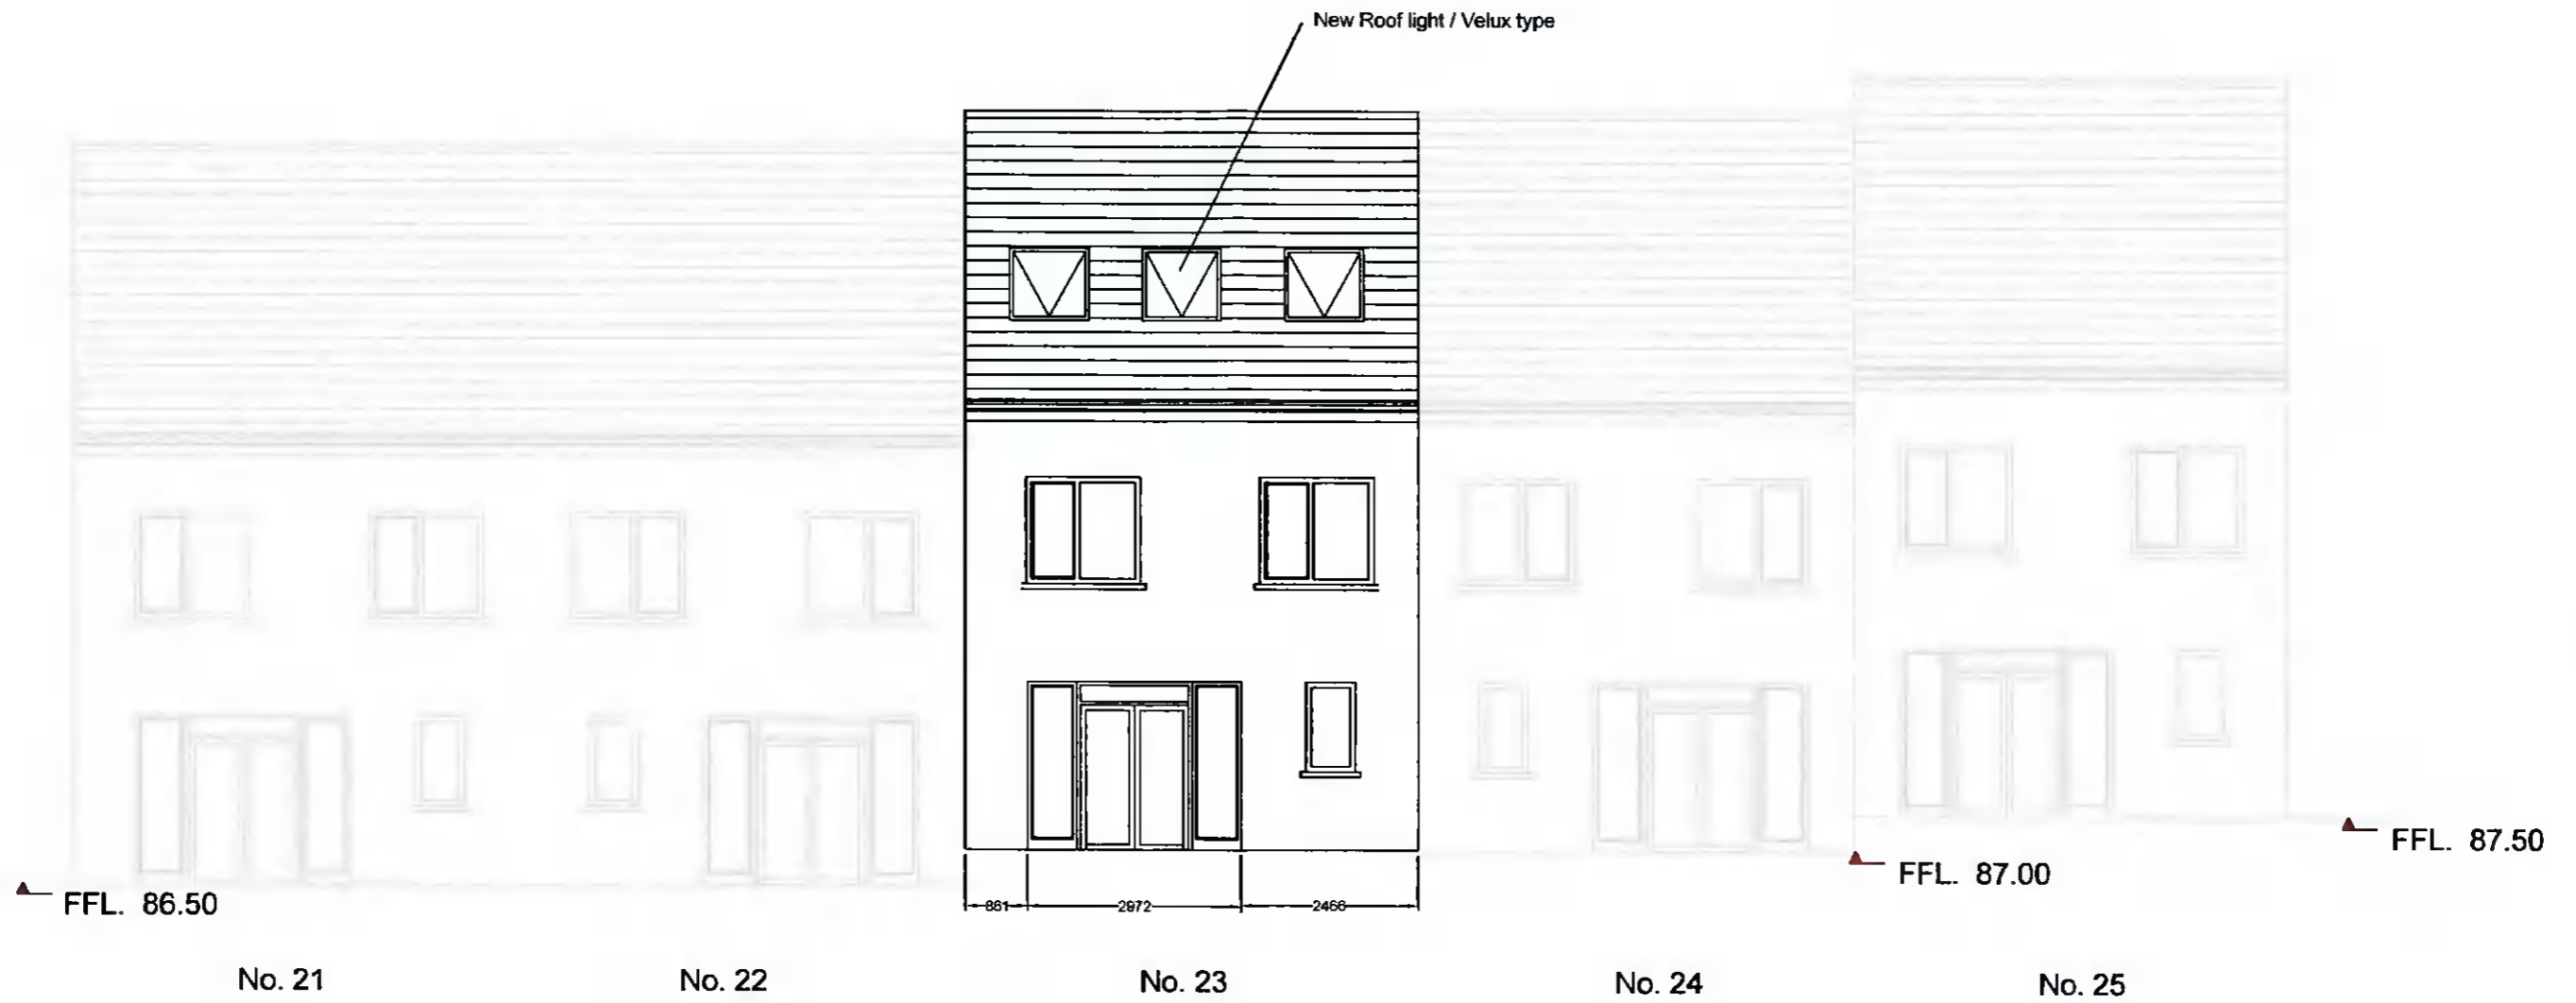 New Roof light / Velux type
FFL. 87.50
FFL. 87.00
FFL. 86.50
861 2972 2466
No. 21 No. 22 No. 23 No. 24 No. 25